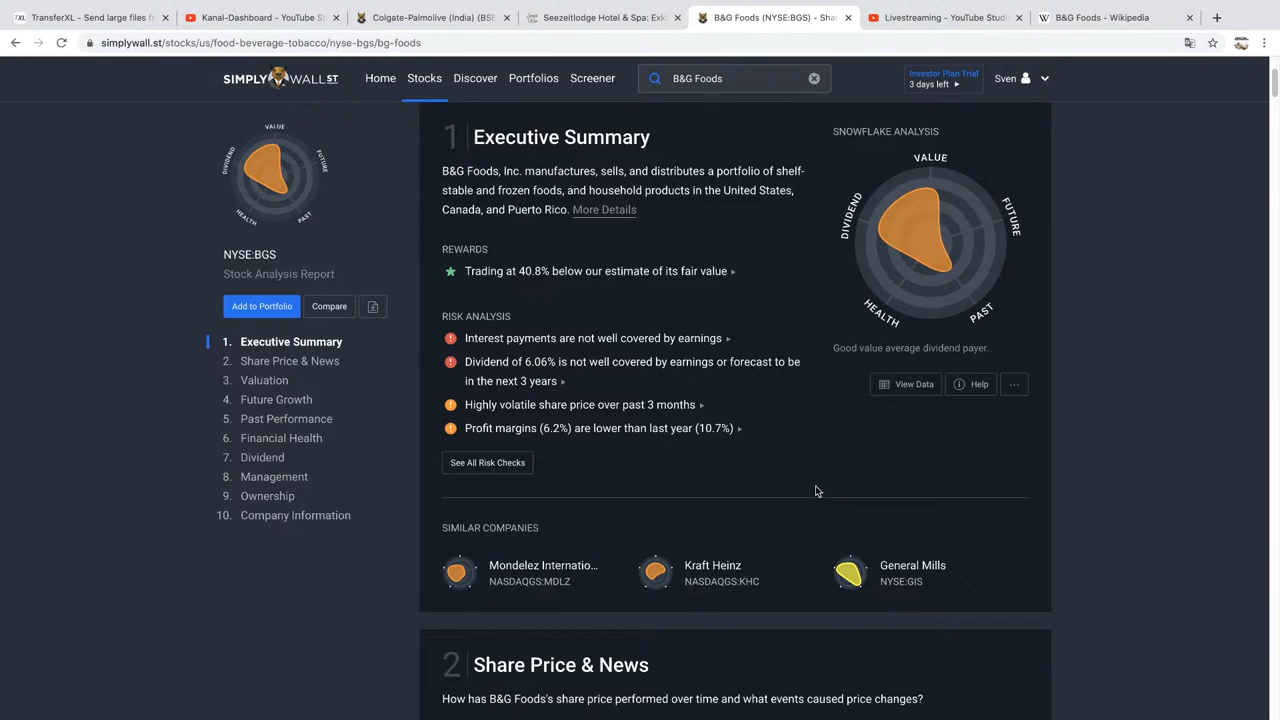 TransferXL - Send large files f
Kanal-Dashboard - YouTube St
Colgate-Palmolive (India) (BSE
Seezeitlodge Hotel & Spa: Exkl
B&G Foods (NYSE:BGS) - Sha
Livestreaming - YouTube Studi
B&G Foods - Wikipedia
simplywall.st/stocks/us/food-beverage-tobacco/nyse-bgs/bg-foods
SIMPLY WALL ST
Home
Stocks
Discover
Portfolios
Screener
B&G Foods
Investor Plan Trial
3 days left ▸
Sven
VALUE
FUTURE
PAST
HEALTH
DIVIDEND
NYSE:BGS
Stock Analysis Report
Add to Portfolio
Compare
1. Executive Summary
2. Share Price & News
3. Valuation
4. Future Growth
5. Past Performance
6. Financial Health
7. Dividend
8. Management
9. Ownership
10. Company Information
1 Executive Summary
B&G Foods, Inc. manufactures, sells, and distributes a portfolio of shelf-
stable and frozen foods, and household products in the United States,
Canada, and Puerto Rico. More Details
REWARDS
Trading at 40.8% below our estimate of its fair value ▸
RISK ANALYSIS
Interest payments are not well covered by earnings ▸
Dividend of 6.06% is not well covered by earnings or forecast to be
in the next 3 years ▸
Highly volatile share price over past 3 months ▸
Profit margins (6.2%) are lower than last year (10.7%) ▸
See All Risk Checks
SNOWFLAKE ANALYSIS
VALUE
FUTURE
PAST
HEALTH
DIVIDEND
Good value average dividend payer.
View Data
Help
...
SIMILAR COMPANIES
Mondelez Internatio...
NASDAQGS:MDLZ
Kraft Heinz
NASDAQGS:KHC
General Mills
NYSE:GIS
2 Share Price & News
How has B&G Foods's share price performed over time and what events caused price changes?